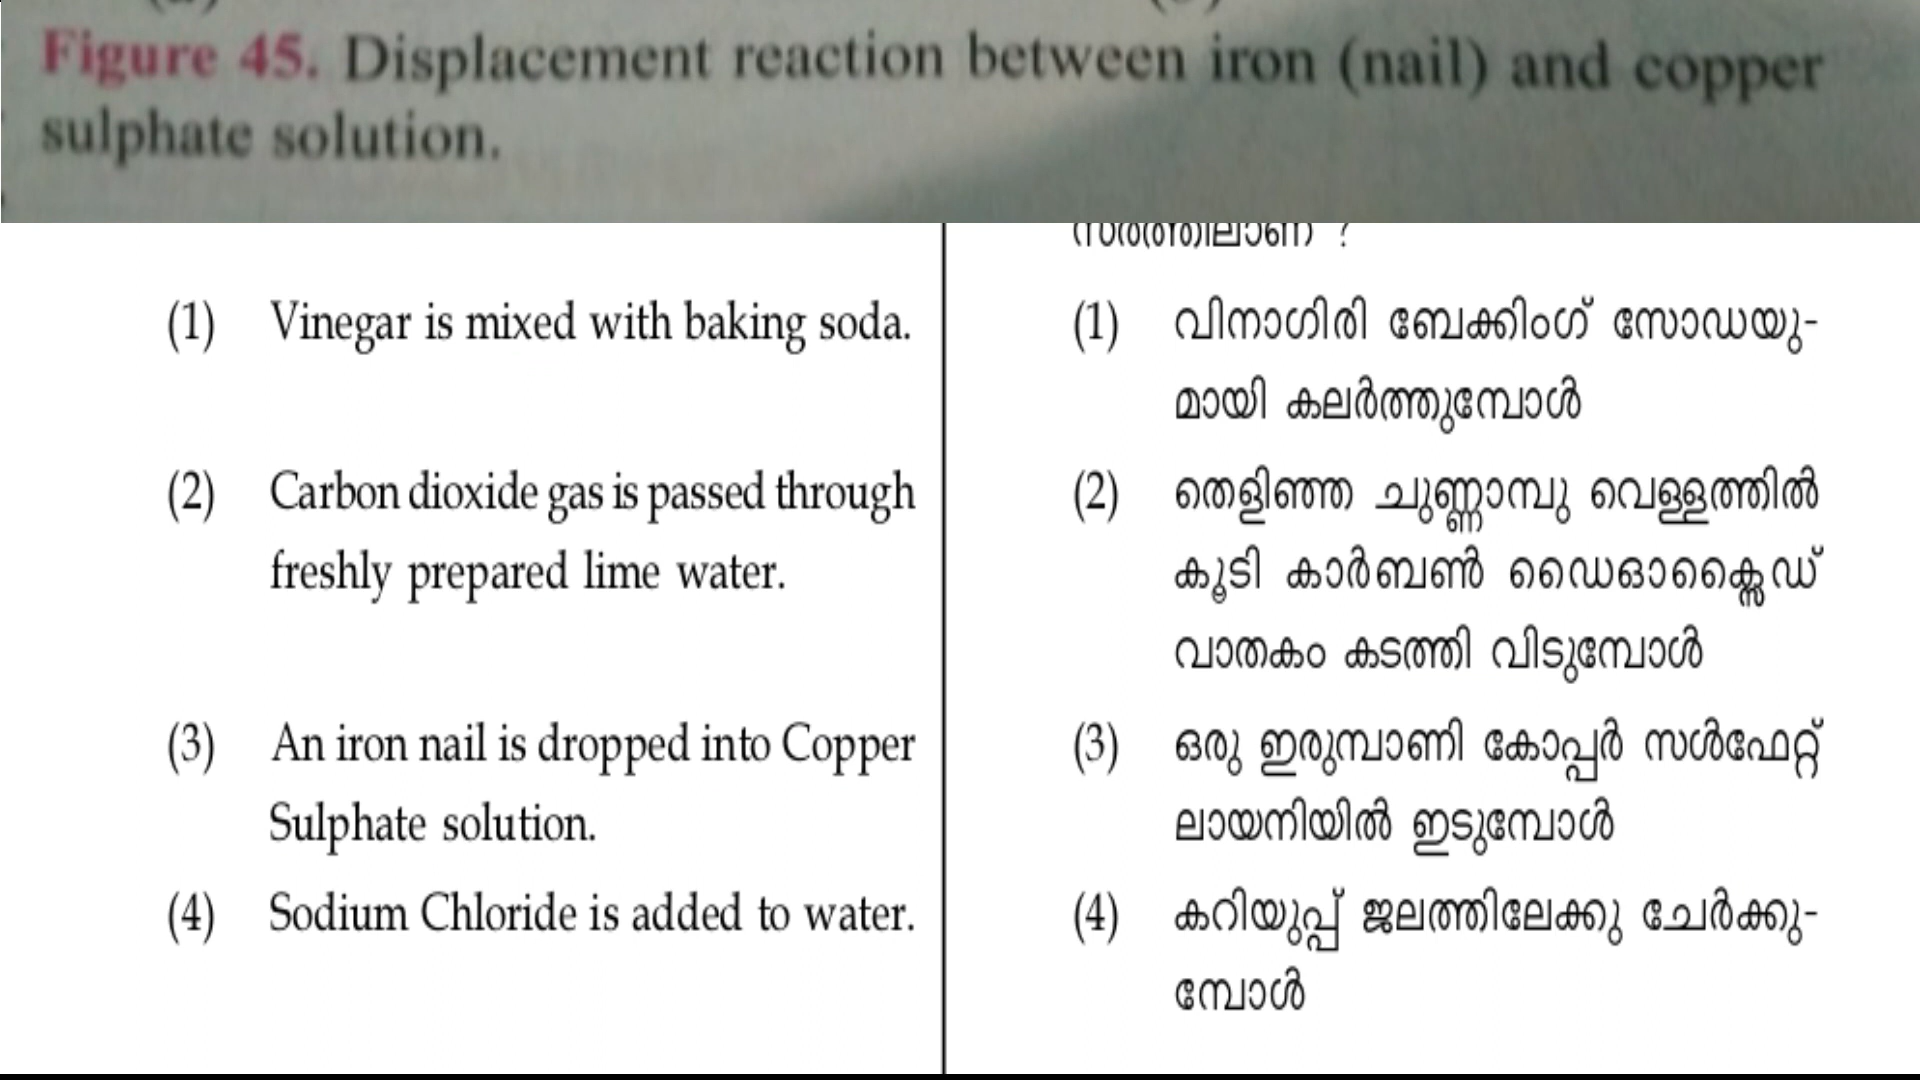 Figure 45. Displacement reaction between iron (nail) and copper
sulphate solution.
(1) Vinegar is mixed with baking soda.
(2) Carbon dioxide gas is passed through
freshly prepared lime water.
(3) An iron nail is dropped into Copper
Sulphate solution.
(4) Sodium Chloride is added to water.
?
(1) വിനാഗിരി ബേക്കിംഗ് സോഡയു-
മായി കലർത്തുമ്പോൾ
(2) തെളിഞ്ഞ ചുണ്ണാമ്പു വെള്ളത്തിൽ
കൂടി കാർബൺ ഡൈഓക്സൈഡ്
വാതകം കടത്തി വിടുമ്പോൾ
(3) ഒരു ഇരുമ്പാണി കോപ്പർ സൾഫേറ്റ്
ലായനിയിൽ ഇടുമ്പോൾ
(4) കറിയുപ്പ് ജലത്തിലേക്കു ചേർക്കു-
മ്പോൾ